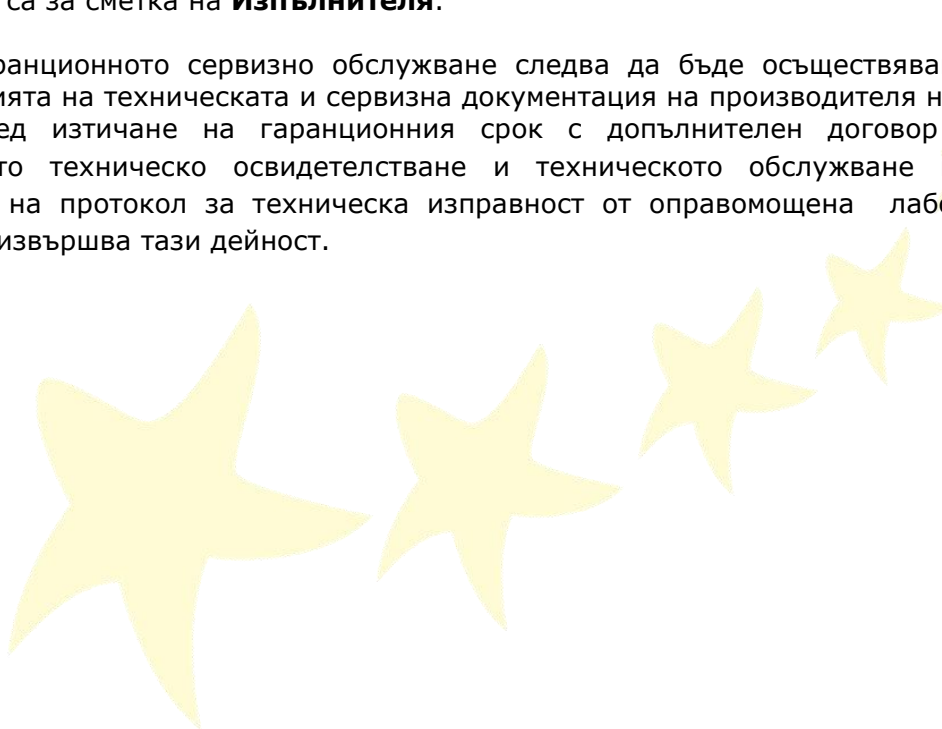 са за сметка на Изпълнителя.
ранционното сервизно обслужване следва да бъде осъществява
ията на техническата и сервизна документация на производителя н
ед изтичане на гаранционния срок с допълнителен договор
то техническо освидетелстване и техническото обслужване
на протокол за техническа изправност от оправомощена лабо
извършва тази дейност.